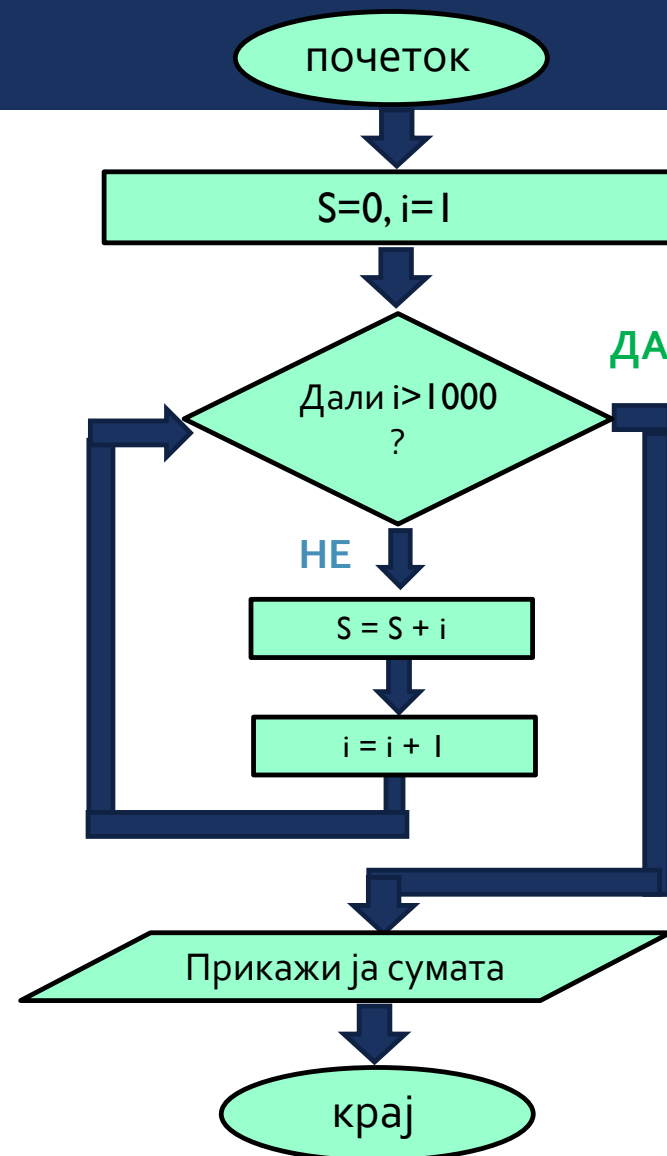 почеток
S=0, i=1
ДА
Дали i>1000
?
НЕ
S = S + i
i = i + 1
Прикажи ја сумата
крај